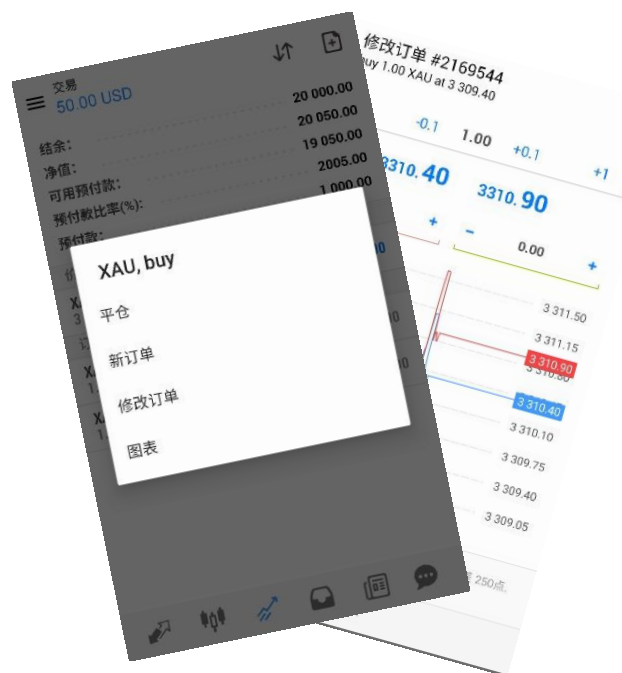 交易
50.00 USD
结余: 20 000.00
净值: 20 050.00
可用预付款: 19 050.00
预付款比率(%): 2005.00
预付款: 1 000.00
XAU, buy
平仓
新订单
修改订单
图表
修改订单 #2169544
buy 1.00 XAU at 3 309.40
-0.1 1.00 +0.1 +1
3310.40 3310.90
+ − 0.00 +
3 311.50
3 311.15
3 310.90
3 310.40
3 310.10
3 309.75
3 309.40
3 309.05
250点